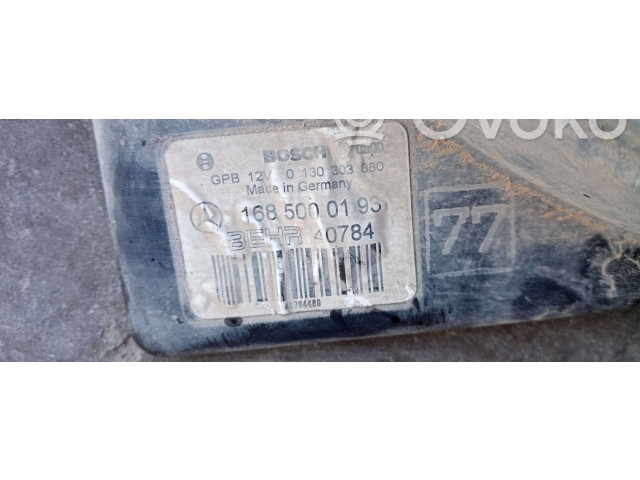 Ovoko
BOSCH
GPB 12V 0 130 303 880
Made in Germany
168 500 01 93
BEHR 40784
77